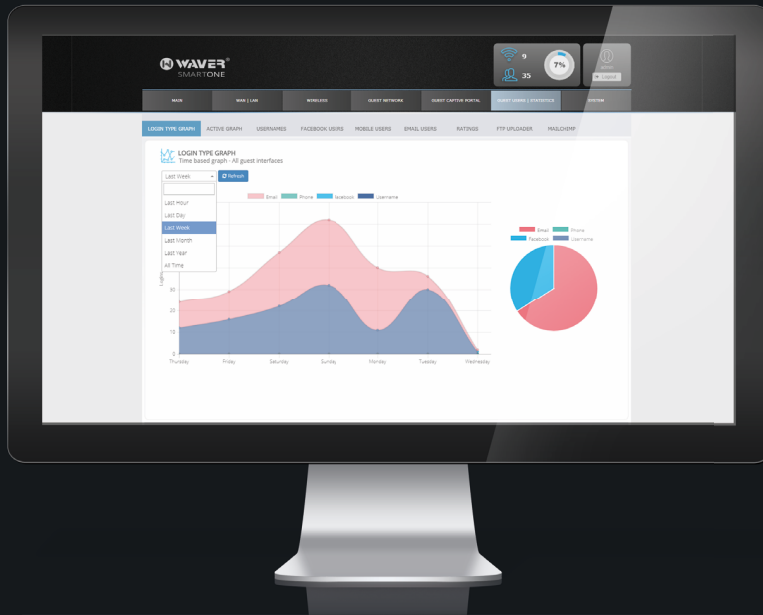 WAVER®
SMARTONE
9
35
7%
admin
Logout
MAIN
WAN | LAN
WIRELESS
GUEST NETWORK
GUEST CAPTIVE PORTAL
GUEST USERS | STATISTICS
SYSTEM
LOGIN TYPE GRAPH
ACTIVE GRAPH
USERNAMES
FACEBOOK USERS
MOBILE USERS
EMAIL USERS
RATINGS
FTP UPLOADER
MAILCHIMP
LOGIN TYPE GRAPH
Time based graph - All guest interfaces
Last Week
Refresh
Last Hour
Last Day
Last Week
Last Month
Last Year
All Time
Email
Phone
facebook
Username
Logins
30
20
10
0
Thursday
Friday
Saturday
Sunday
Monday
Tuesday
Wednesday
Email
Phone
Facebook
Username